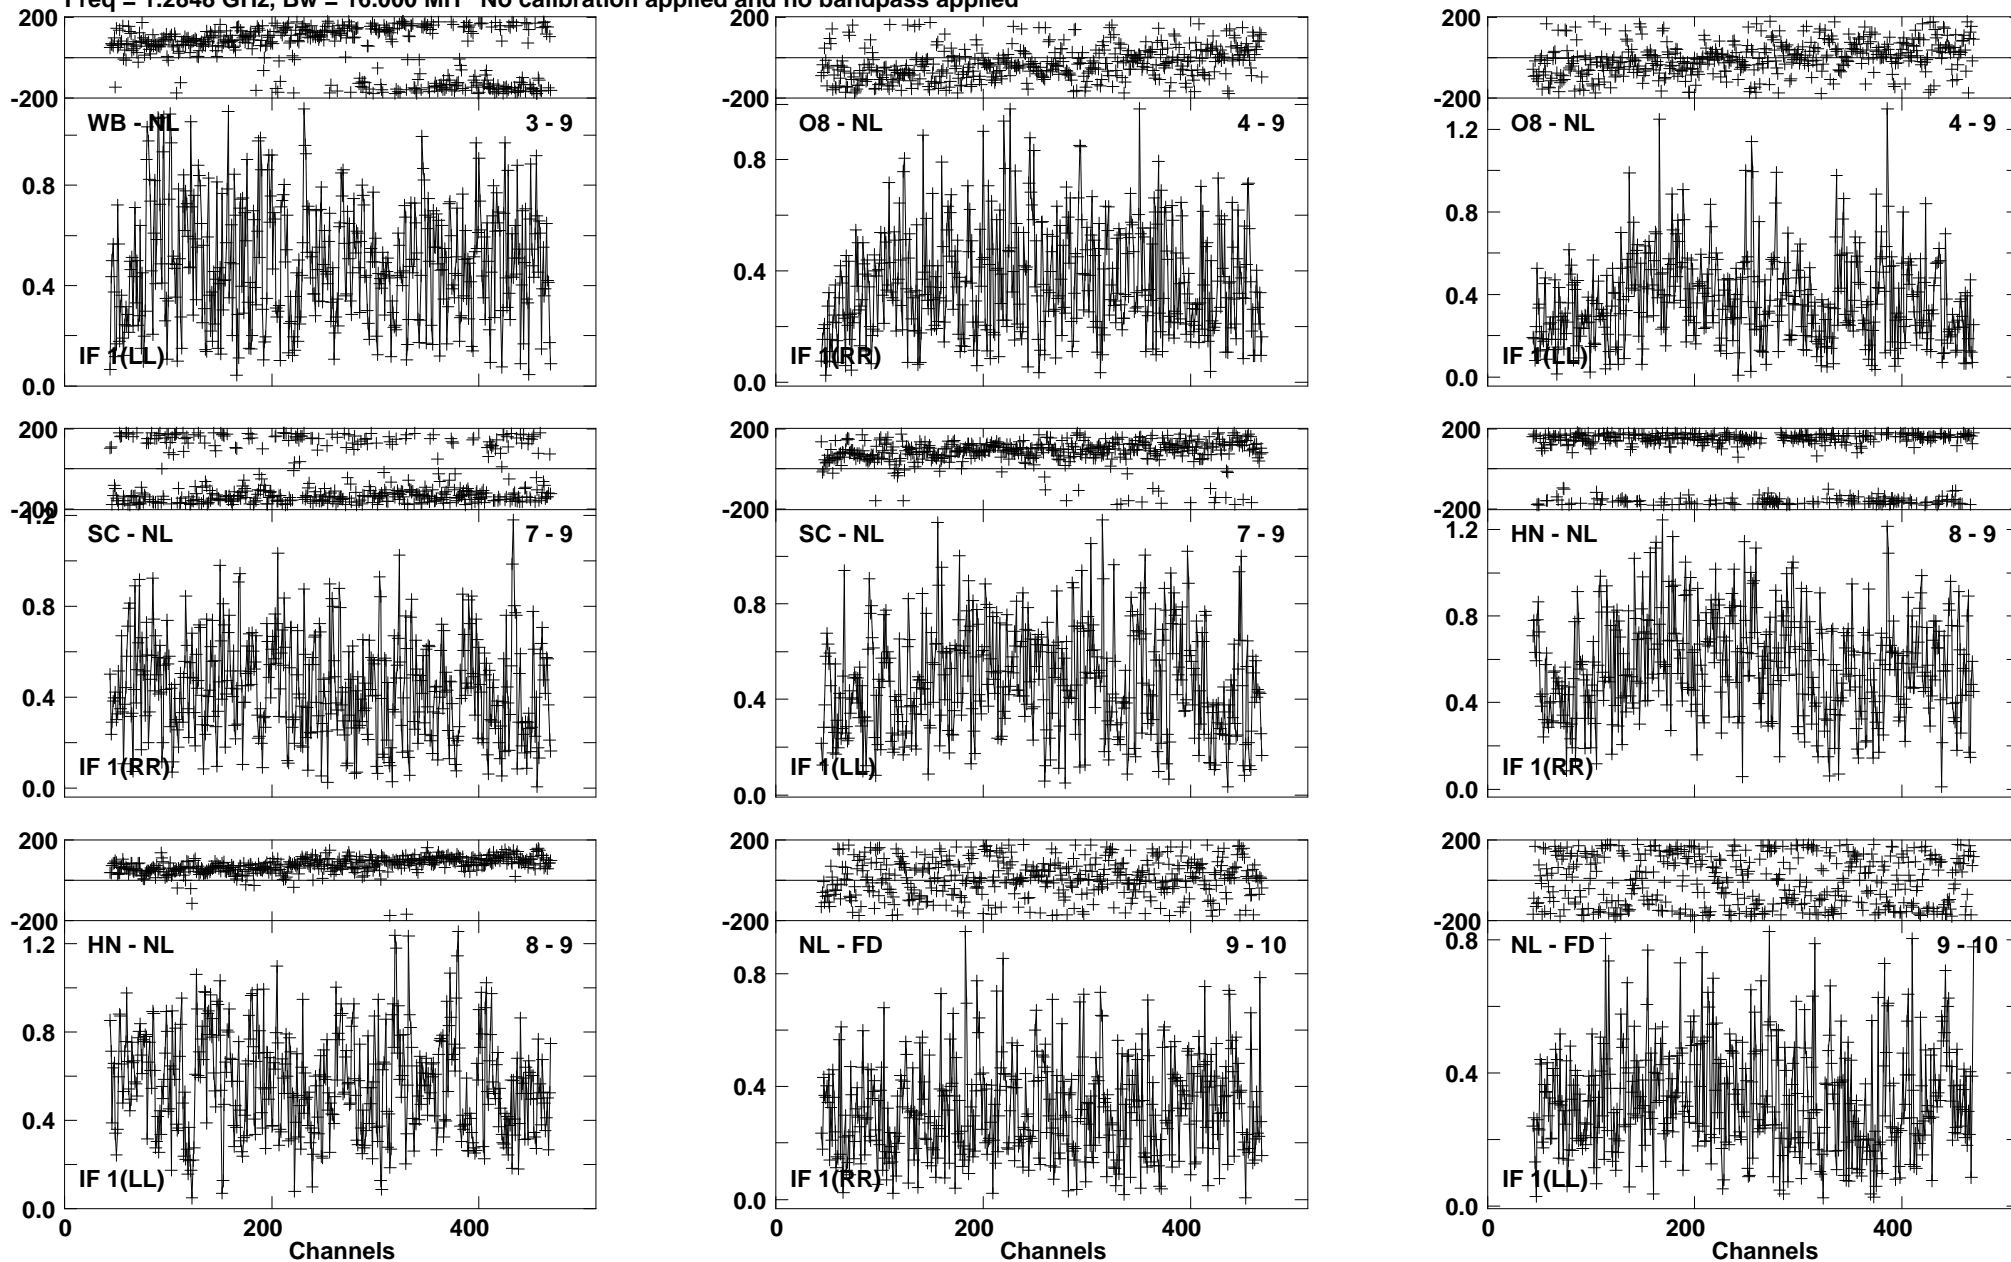 Freq = 1.2848 GHz, Bw = 16.000 MH No calibration applied and no bandpass applied
200
-200
WB - NL 3 - 9
0.8
0.4
0.0
IF 1(LL)
200
-200
O8 - NL 4 - 9
0.8
0.4
0.0
IF 1(RR)
200
-200
O8 - NL 4 - 9
1.2
0.8
0.4
0.0
IF 1(LL)
200
-200
1.2
SC - NL 7 - 9
0.8
0.4
0.0
IF 1(RR)
200
-200
SC - NL 7 - 9
0.8
0.4
0.0
IF 1(LL)
200
-200
HN - NL 8 - 9
1.2
0.8
0.4
0.0
IF 1(RR)
200
-200
HN - NL 8 - 9
1.2
0.8
0.4
0.0
IF 1(LL)
0 200 400
Channels
200
-200
NL - FD 9 - 10
0.8
0.4
0.0
IF 1(RR)
0 200 400
Channels
200
-200
NL - FD 9 - 10
0.8
0.4
0.0
IF 1(LL)
0 200 400
Channels